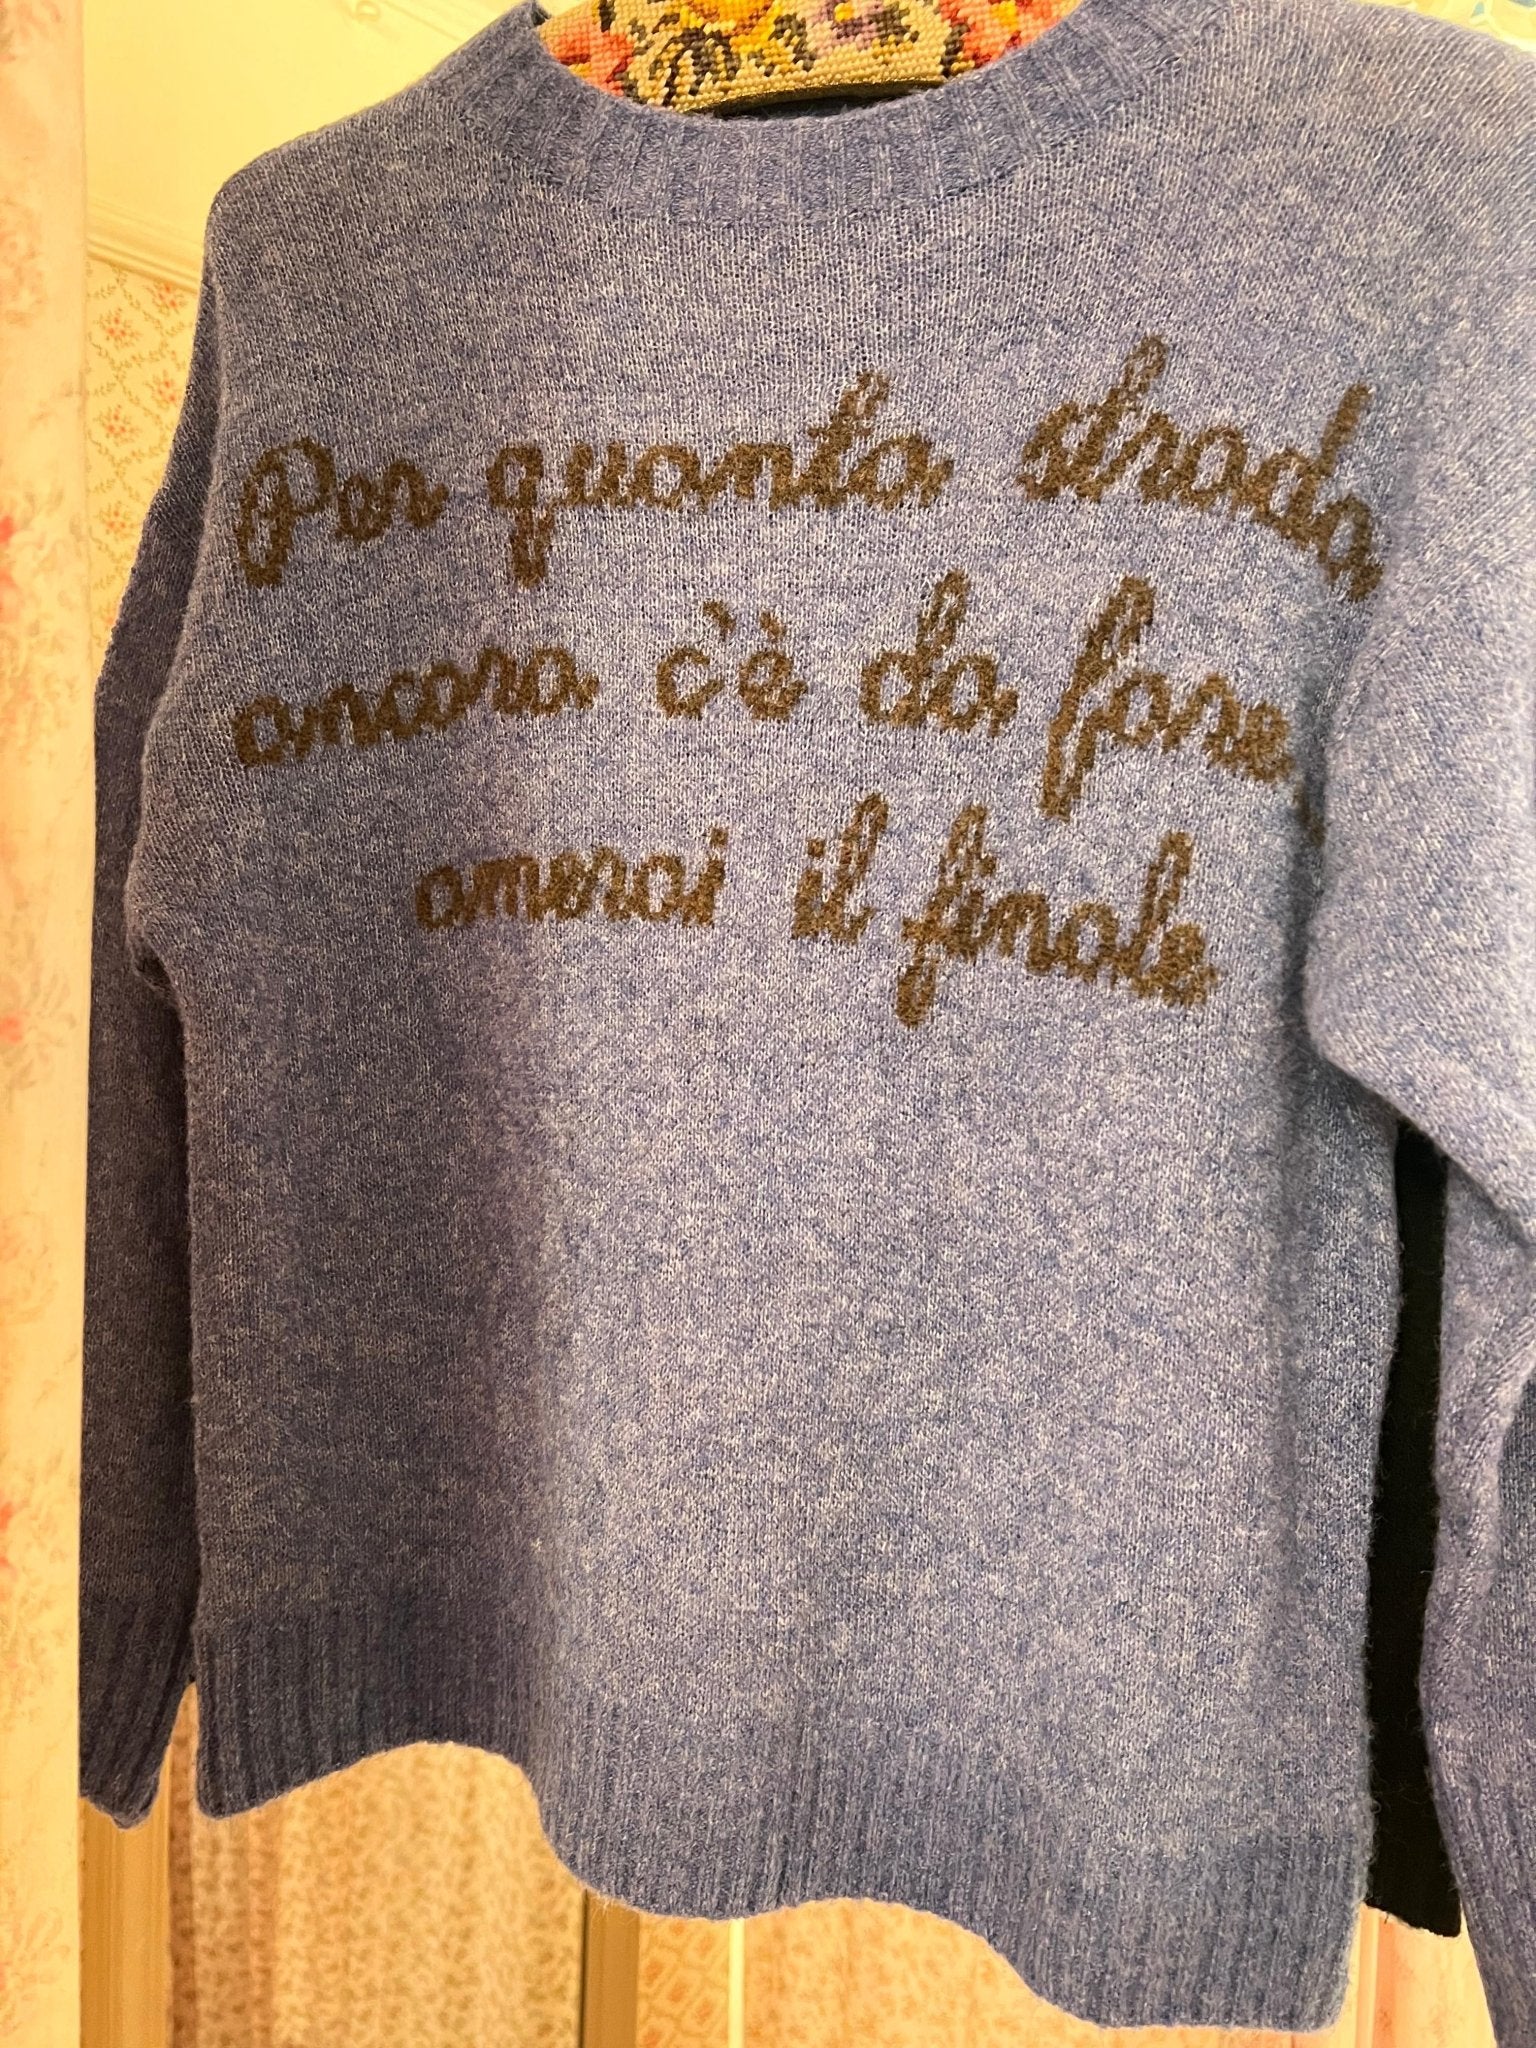 Per quanta strada
ancora c'è da fare,
amerai il finale